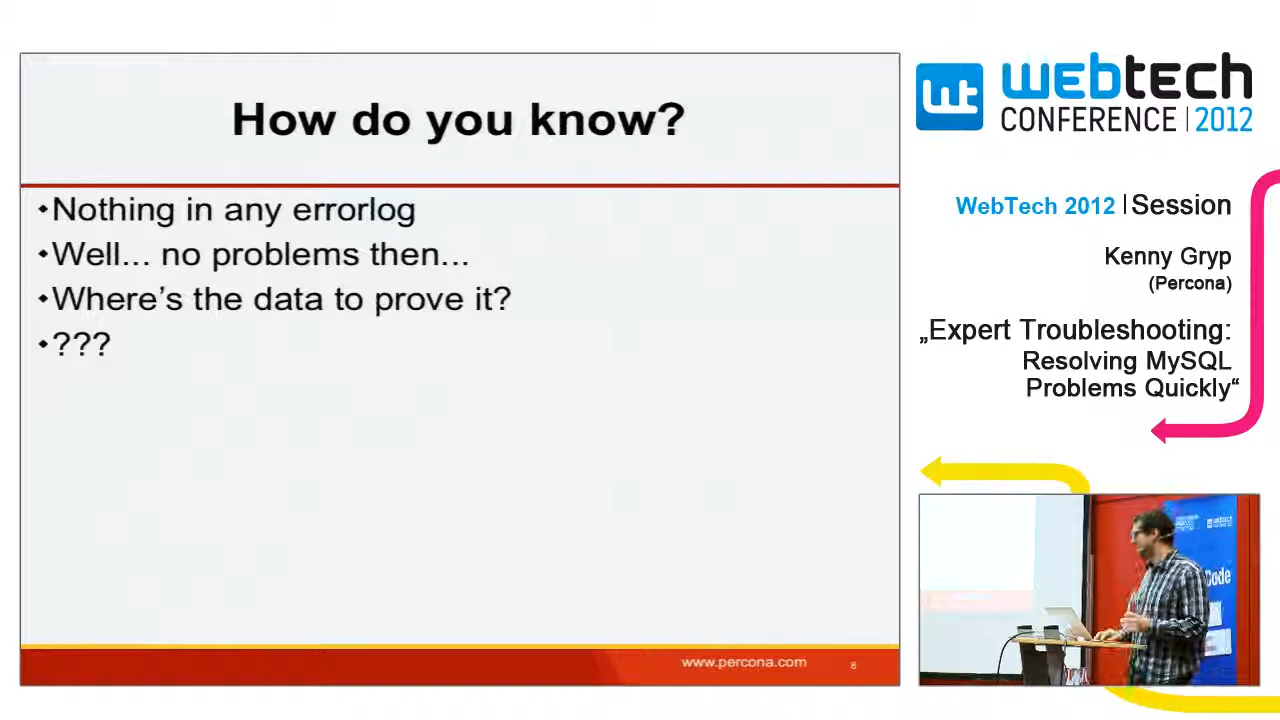 How do you know?
•Nothing in any errorlog
•Well... no problems then...
•Where’s the data to prove it?
•???
www.percona.com
8
wt webtech
CONFERENCE | 2012
WebTech 2012 | Session
Kenny Gryp
(Percona)
„Expert Troubleshooting:
Resolving MySQL
Problems Quickly“
webtech
Code